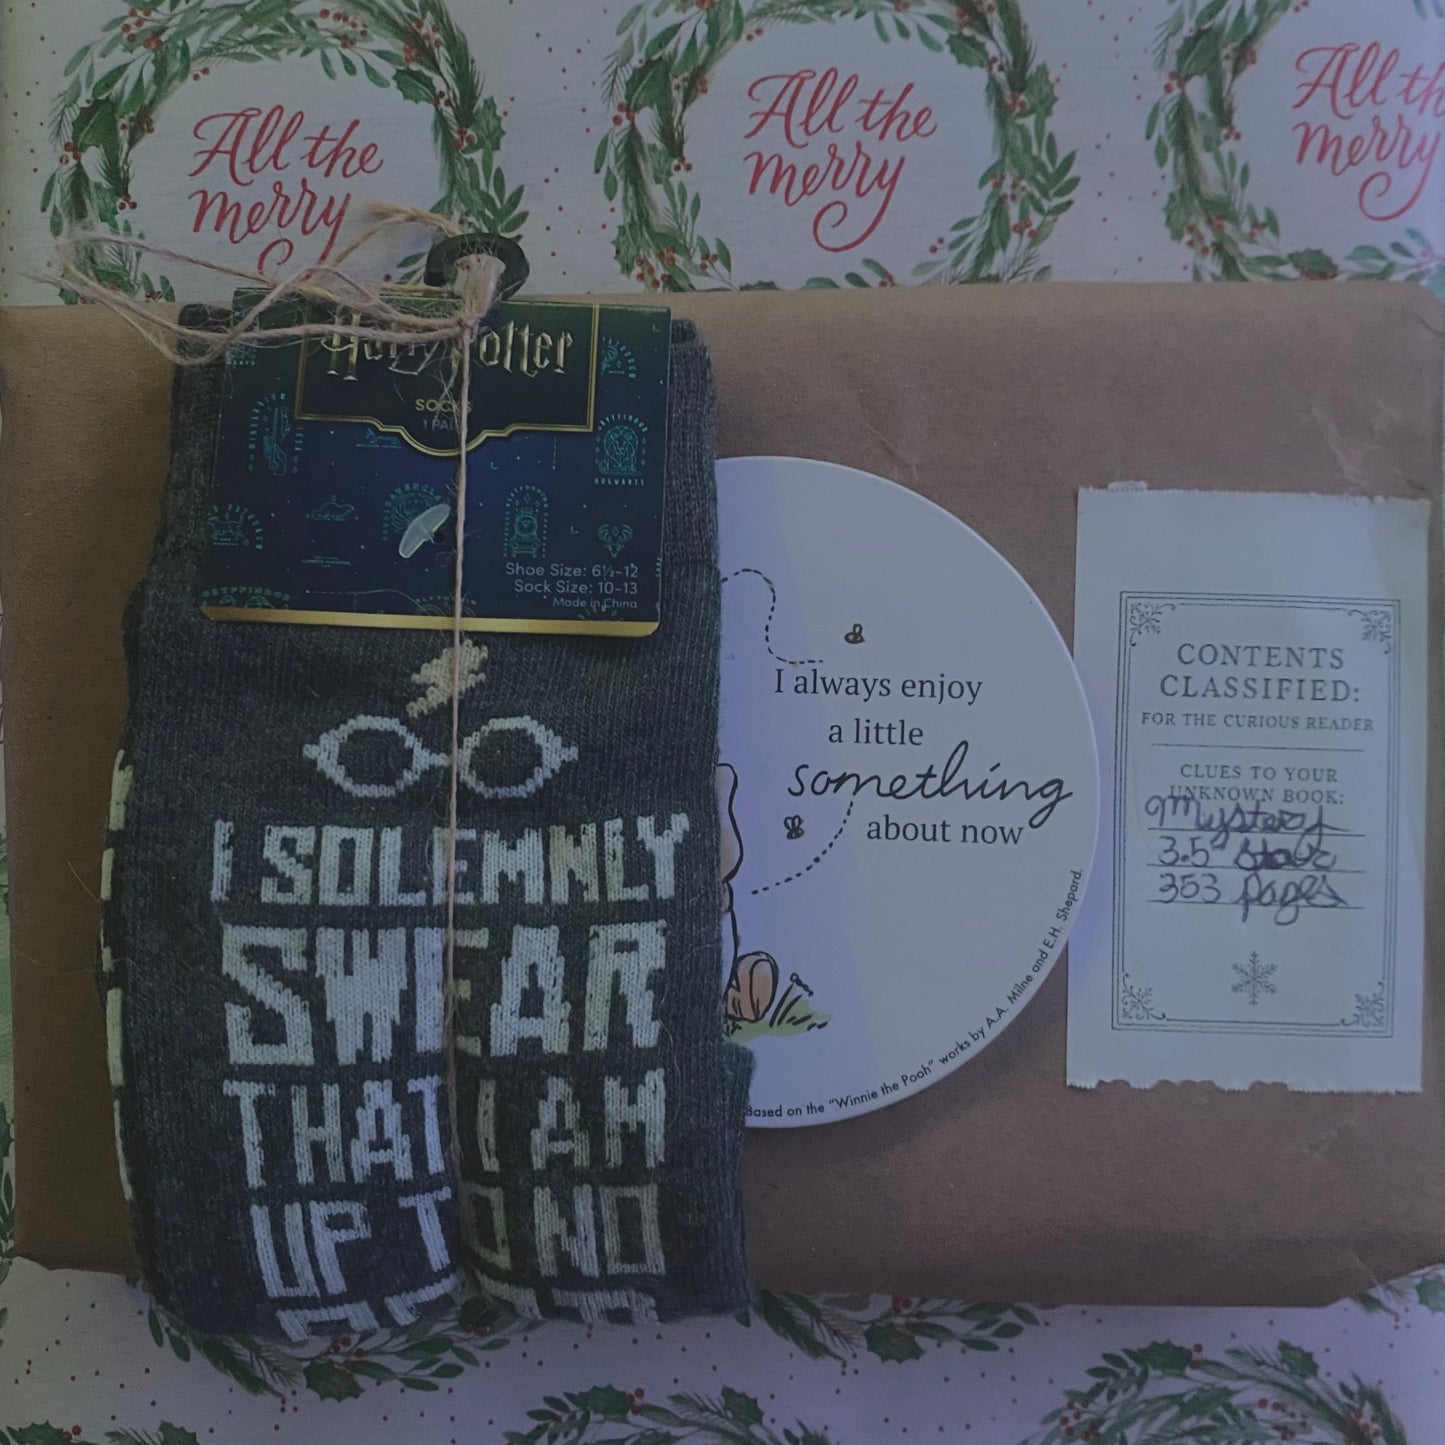 All the
merry
All the
merry
All th
merry
Harry Potter
SOCKS
1 PAIR
HOGWARTS
Shoe Size: 6½-12
Sock Size: 10-13
Made in China
I SOLEMNLY
SWEAR
THAT I AM
UP TO NO
I always enjoy
a little
something
about now
Based on the "Winnie the Pooh" works by A.A. Milne and E.H. Shepard.
CONTENTS
CLASSIFIED:
FOR THE CURIOUS READER
CLUES TO YOUR
UNKNOWN BOOK:
Mystery
3.5
353 pages